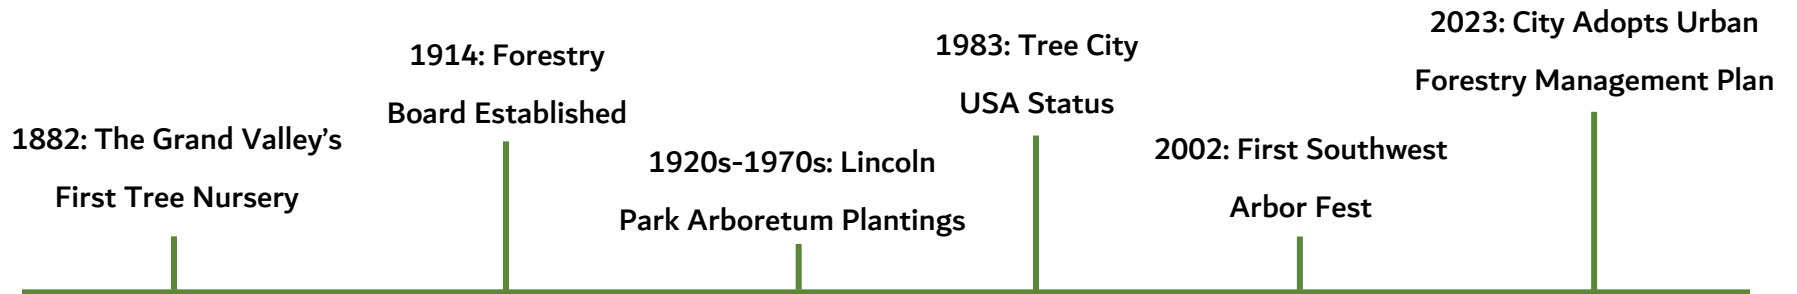 1882: The Grand Valley’s
First Tree Nursery
1914: Forestry
Board Established
1920s-1970s: Lincoln
Park Arboretum Plantings
1983: Tree City
USA Status
2002: First Southwest
Arbor Fest
2023: City Adopts Urban
Forestry Management Plan